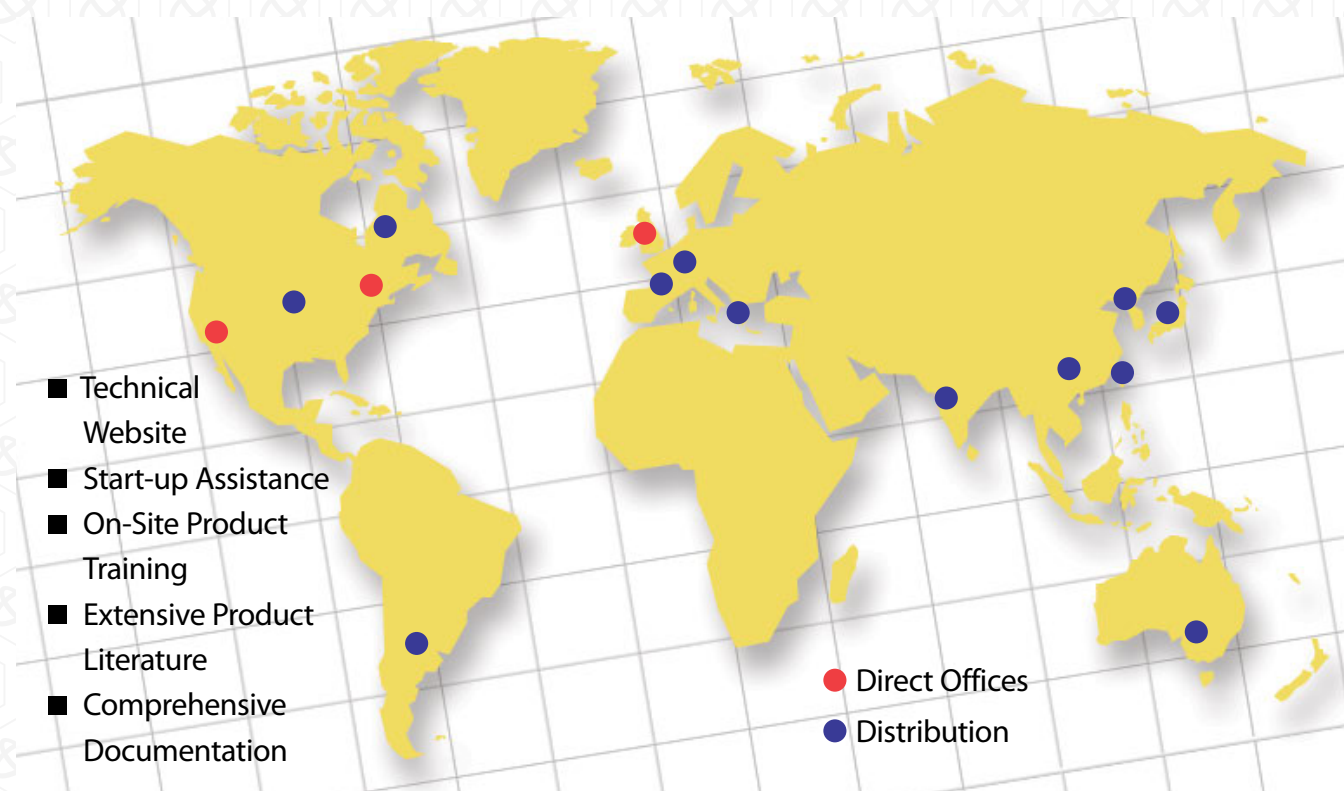 ■ Technical
Website
■ Start-up Assistance
■ On-Site Product
Training
■ Extensive Product
Literature
■ Comprehensive
Documentation
Direct Offices
Distribution